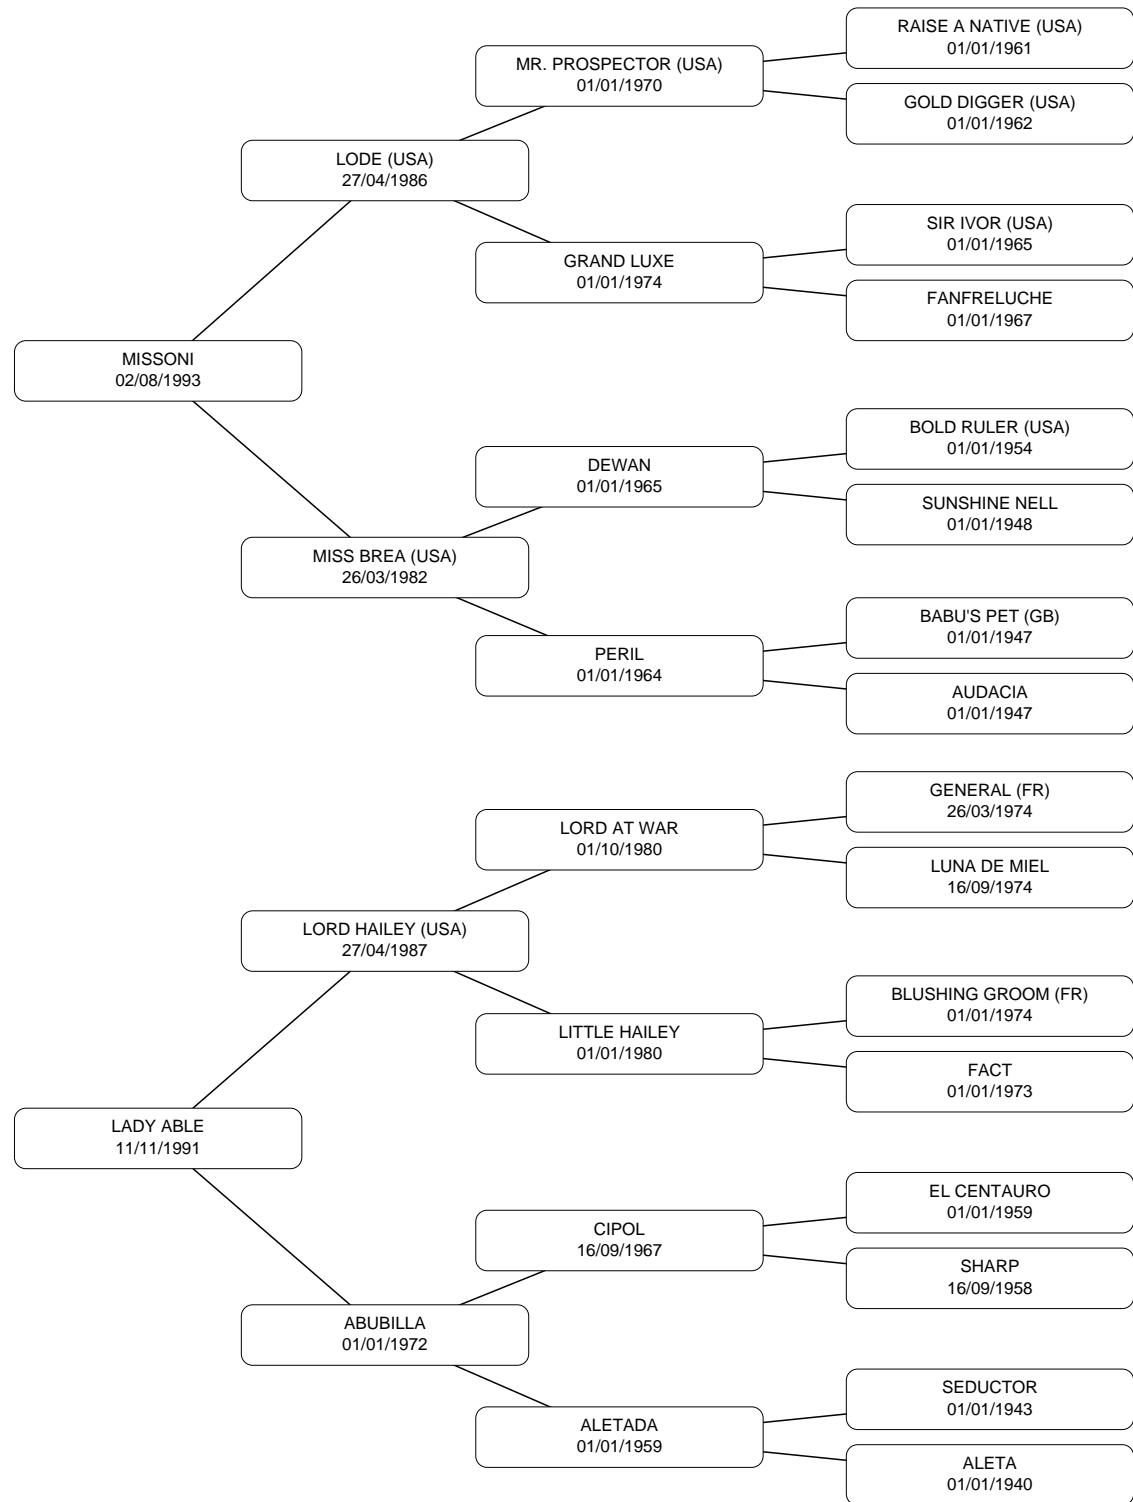 RAISE A NATIVE (USA)
01/01/1961
MR. PROSPECTOR (USA)
01/01/1970
GOLD DIGGER (USA)
01/01/1962
LODE (USA)
27/04/1986
SIR IVOR (USA)
01/01/1965
GRAND LUXE
01/01/1974
FANFRELUCHE
01/01/1967
MISSONI
02/08/1993
BOLD RULER (USA)
01/01/1954
DEWAN
01/01/1965
SUNSHINE NELL
01/01/1948
MISS BREA (USA)
26/03/1982
BABU'S PET (GB)
01/01/1947
PERIL
01/01/1964
AUDACIA
01/01/1947
GENERAL (FR)
26/03/1974
LORD AT WAR
01/10/1980
LUNA DE MIEL
16/09/1974
LORD HAILEY (USA)
27/04/1987
BLUSHING GROOM (FR)
01/01/1974
LITTLE HAILEY
01/01/1980
FACT
01/01/1973
LADY ABLE
11/11/1991
EL CENTAURO
01/01/1959
CIPOL
16/09/1967
SHARP
16/09/1958
ABUBILLA
01/01/1972
SEDUCTOR
01/01/1943
ALETADA
01/01/1959
ALETA
01/01/1940